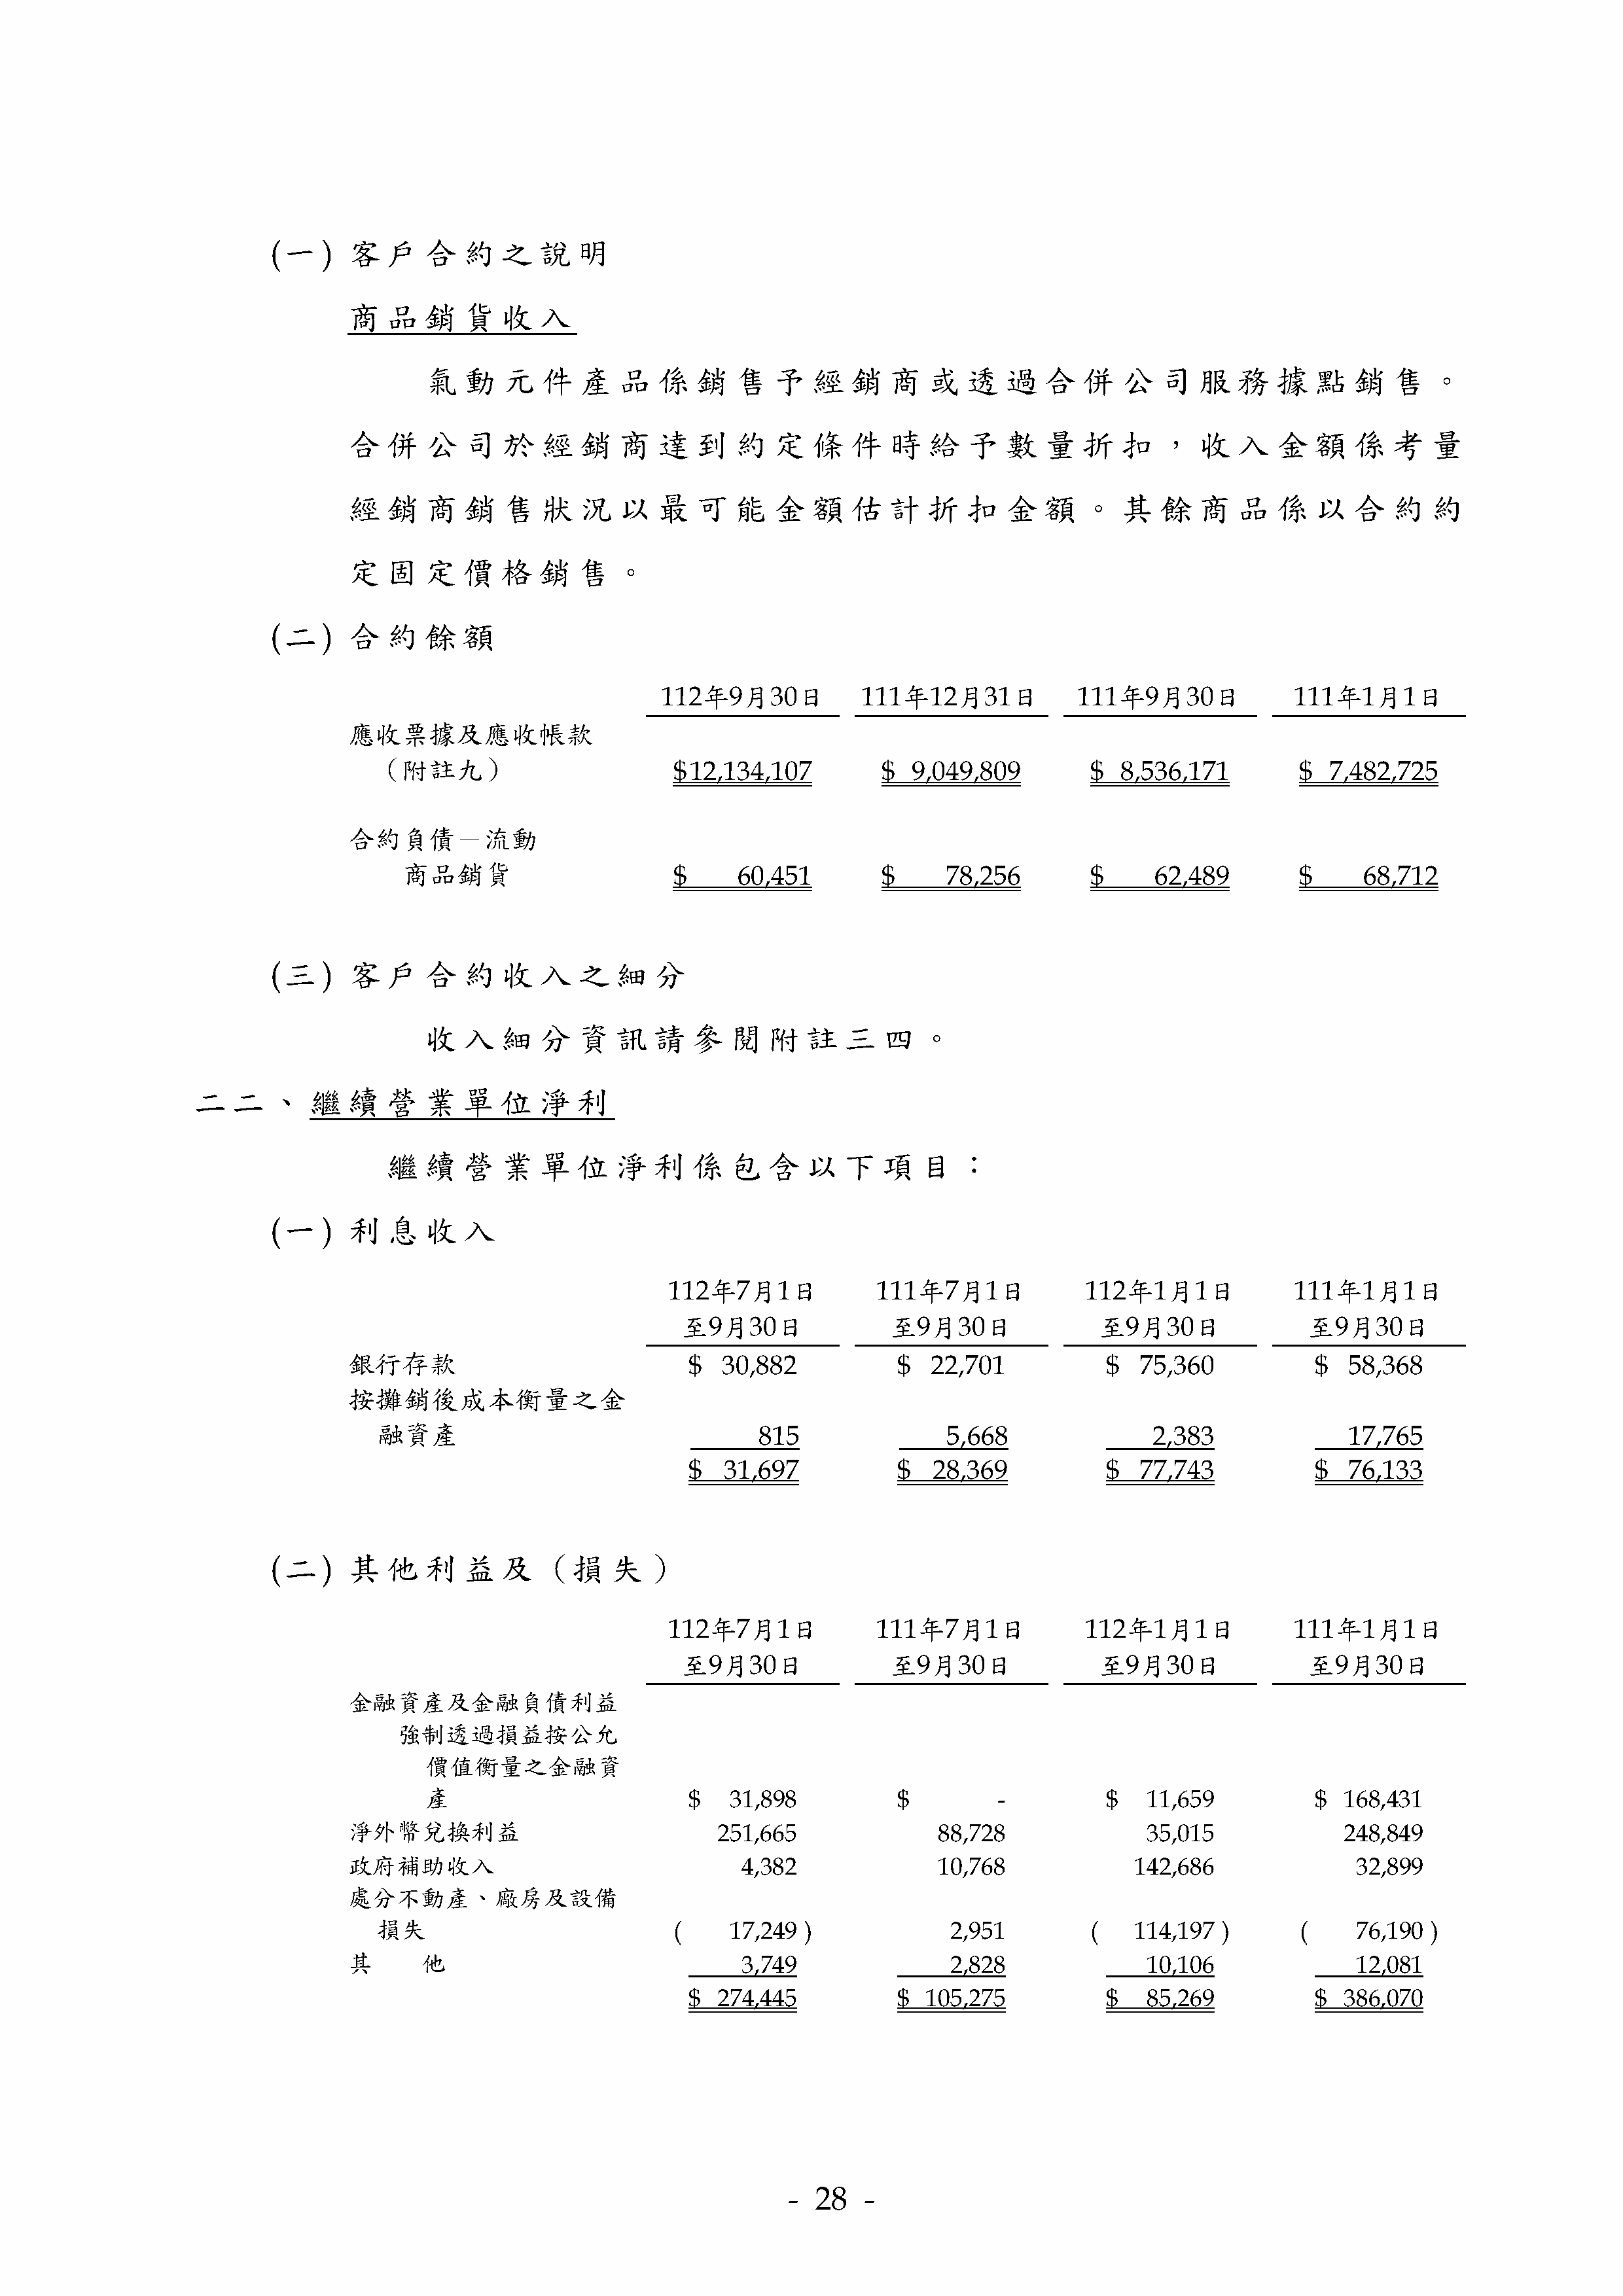 (一) 客戶合約之說明
商品銷貨收入
氣動元件產品係銷售予經銷商或透過合併公司服務據點銷售。
合併公司於經銷商達到約定條件時給予數量折扣，收入金額係考量
經銷商銷售狀況以最可能金額估計折扣金額。其餘商品係以合約約
定固定價格銷售。
(二) 合約餘額
112年9月30日 111年12月31日 111年9月30日 111年1月1日
應收票據及應收帳款
（附註九） $12,134,107 $ 9,049,809 $ 8,536,171 $ 7,482,725
合約負債－流動
商品銷貨 $ 60,451 $ 78,256 $ 62,489 $ 68,712
(三) 客戶合約收入之細分
收入細分資訊請參閱附註三四。
二二、繼續營業單位淨利
繼續營業單位淨利係包含以下項目：
(一) 利息收入
112年7月1日 111年7月1日 112年1月1日 111年1月1日
至9月30日 至9月30日 至9月30日 至9月30日
銀行存款 $ 30,882 $ 22,701 $ 75,360 $ 58,368
按攤銷後成本衡量之金
融資產 815 5,668 2,383 17,765
$ 31,697 $ 28,369 $ 77,743 $ 76,133
(二) 其他利益及（損失）
112年7月1日 111年7月1日 112年1月1日 111年1月1日
至9月30日 至9月30日 至9月30日 至9月30日
金融資產及金融負債利益
強制透過損益按公允
價值衡量之金融資
產 $ 31,898 $ - $ 11,659 $ 168,431
淨外幣兌換利益 251,665 88,728 35,015 248,849
政府補助收入 4,382 10,768 142,686 32,899
處分不動產、廠房及設備
損失 ( 17,249 ) 2,951 ( 114,197 ) ( 76,190 )
其 他 3,749 2,828 10,106 12,081
$ 274,445 $ 105,275 $ 85,269 $ 386,070
- 28 -